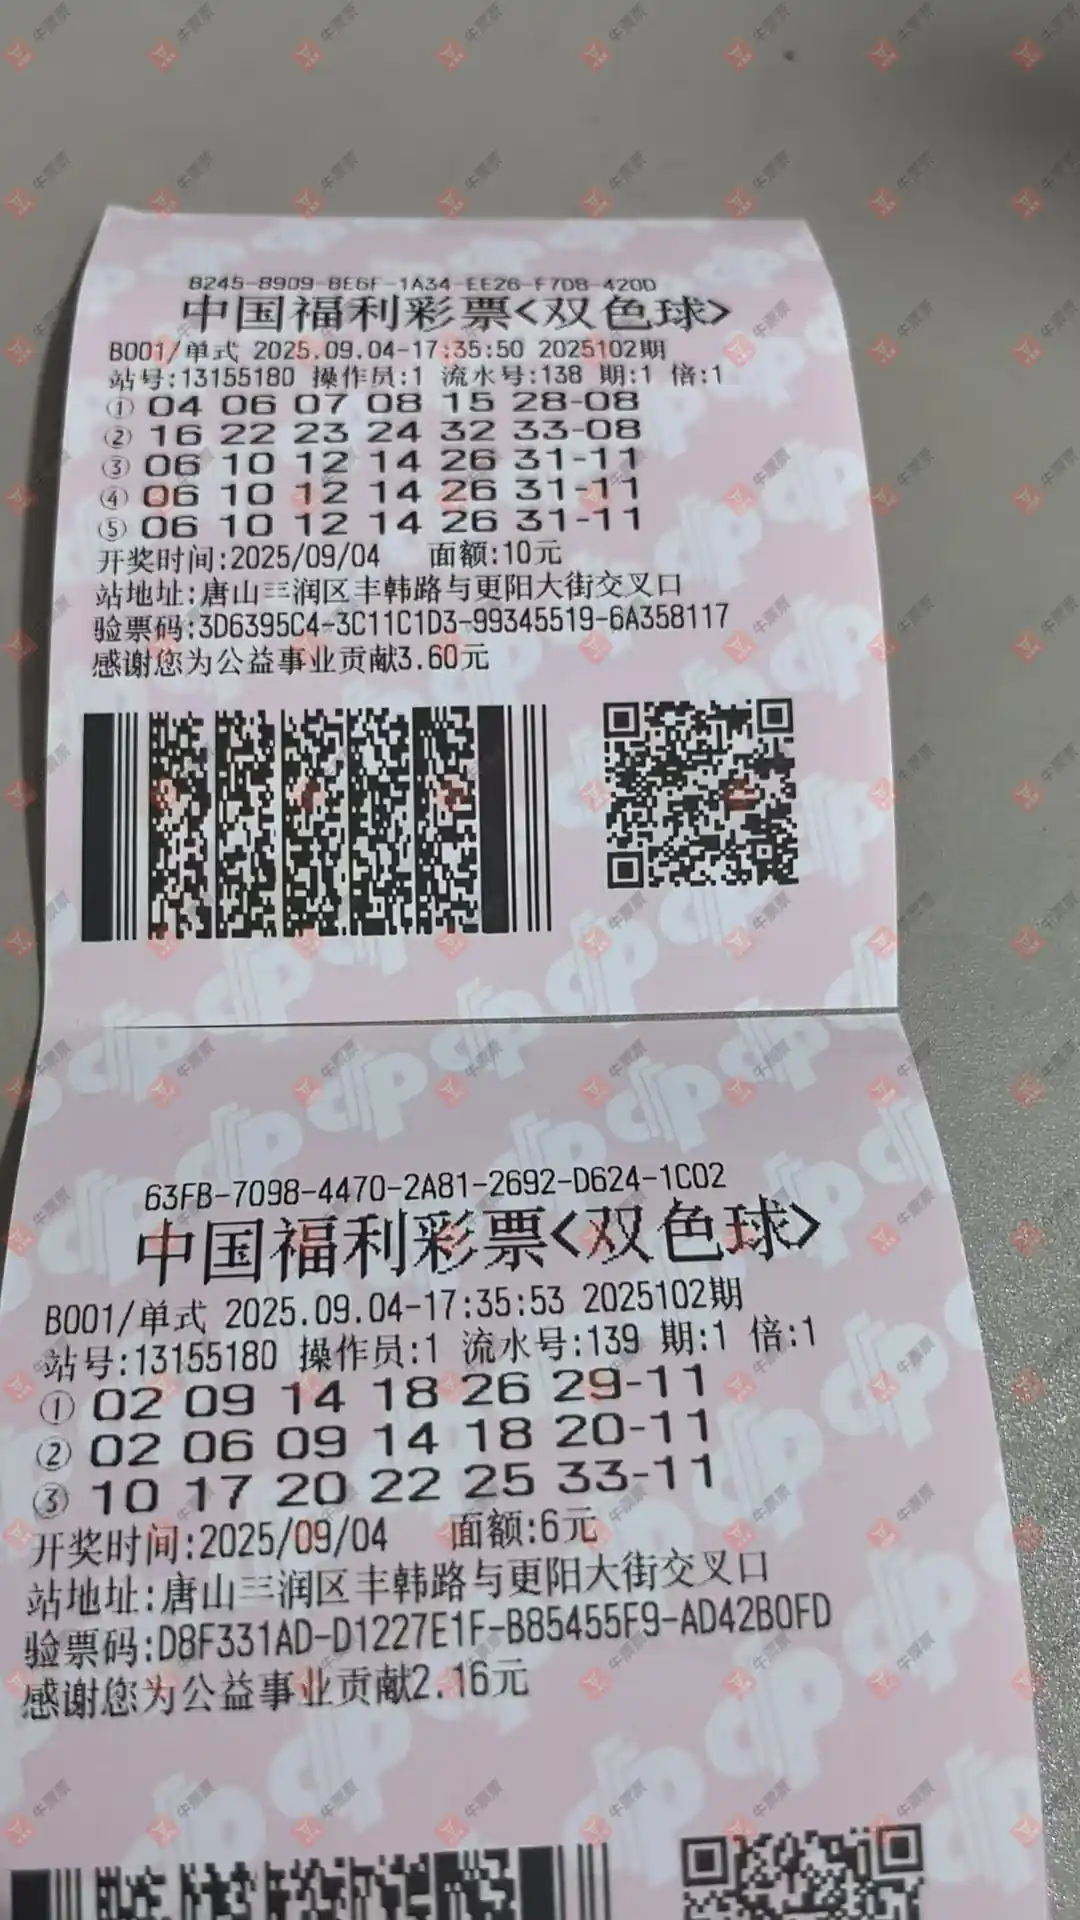 B245-8909-8E6F-1A34-EE26-F7DB-420D
中国福利彩票<双色球>
B001/单式 2025.09.04-17:35:50 2025102期
站号:13155180 操作员:1 流水号:138 期:1 倍:1
① 04 06 07 08 15 28-08
② 16 22 23 24 32 33-08
③ 06 10 12 14 26 31-11
④ 06 10 12 14 26 31-11
⑤ 06 10 12 14 26 31-11
开奖时间:2025/09/04 面额:10元
站地址:唐山三润区丰韩路与更阳大街交叉口
验票码:3D6395C4-3C11C1D3-99345519-6A358117
感谢您为公益事业贡献3.60元
63FB-7098-4470-2A81-2692-D624-1C02
中国福利彩票<双色球>
B001/单式 2025.09.04-17:35:53 2025102期
站号:13155180 操作员:1 流水号:139 期:1 倍:1
① 02 09 14 18 26 29-11
② 02 06 09 14 18 20-11
③ 10 17 20 22 25 33-11
开奖时间:2025/09/04 面额:6元
站地址:唐山三润区丰韩路与更阳大街交叉口
验票码:D8F331AD-D1227E1F-B85455F9-AD42B0FD
感谢您为公益事业贡献2.16元